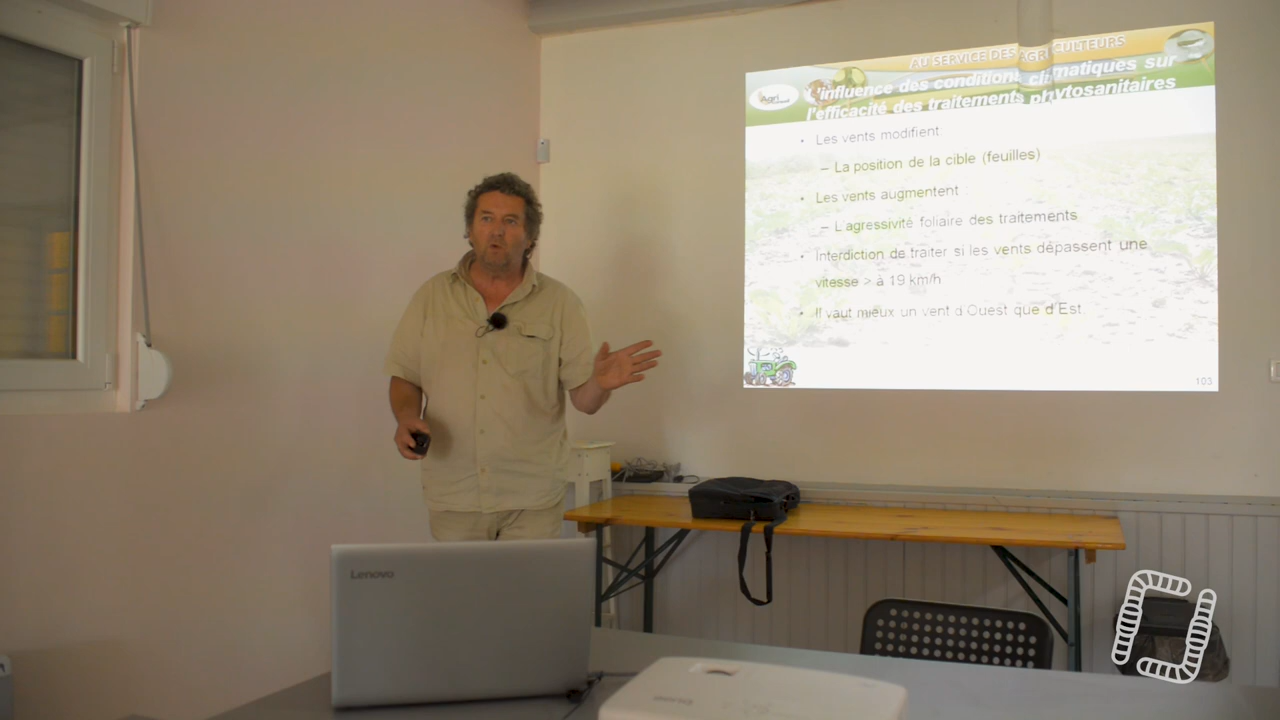 AU SERVICE DES AGRICULTEURS
L'influence des conditions climatiques sur
l'efficacité des traitements phytosanitaires
Agri
• Les vents modifient
– La position de la cible (feuilles)
• Les vents augmentent :
– L'agressivité foliaire des traitements
• Interdiction de traiter si les vents dépassent une
vitesse > à 19 km/h
• Il vaut mieux un vent d'Ouest que d'Est
103
Lenovo